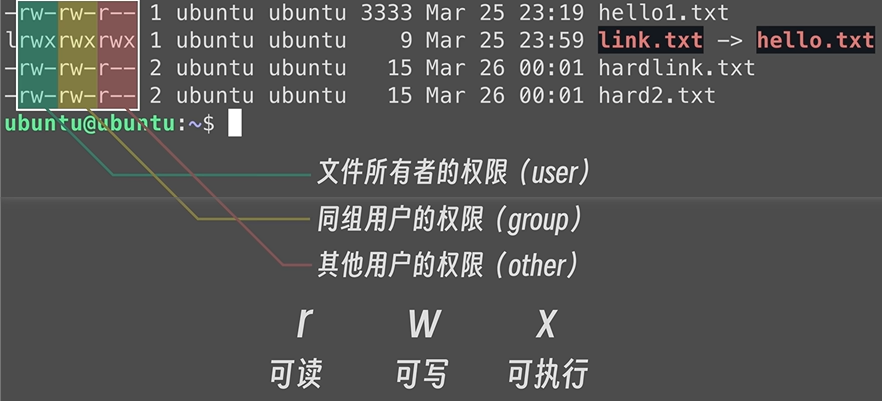 -rw-rw-r-- 1 ubuntu ubuntu 3333 Mar 25 23:19 hello1.txt
lrwxrwxrwx 1 ubuntu ubuntu 9 Mar 25 23:59 link.txt -> hello.txt
-rw-rw-r-- 2 ubuntu ubuntu 15 Mar 26 00:01 hardlink.txt
-rw-rw-r-- 2 ubuntu ubuntu 15 Mar 26 00:01 hard2.txt
ubuntu@ubuntu:~$
文件所有者的权限（user）
同组用户的权限（group）
其他用户的权限（other）
r w x
可读 可写 可执行